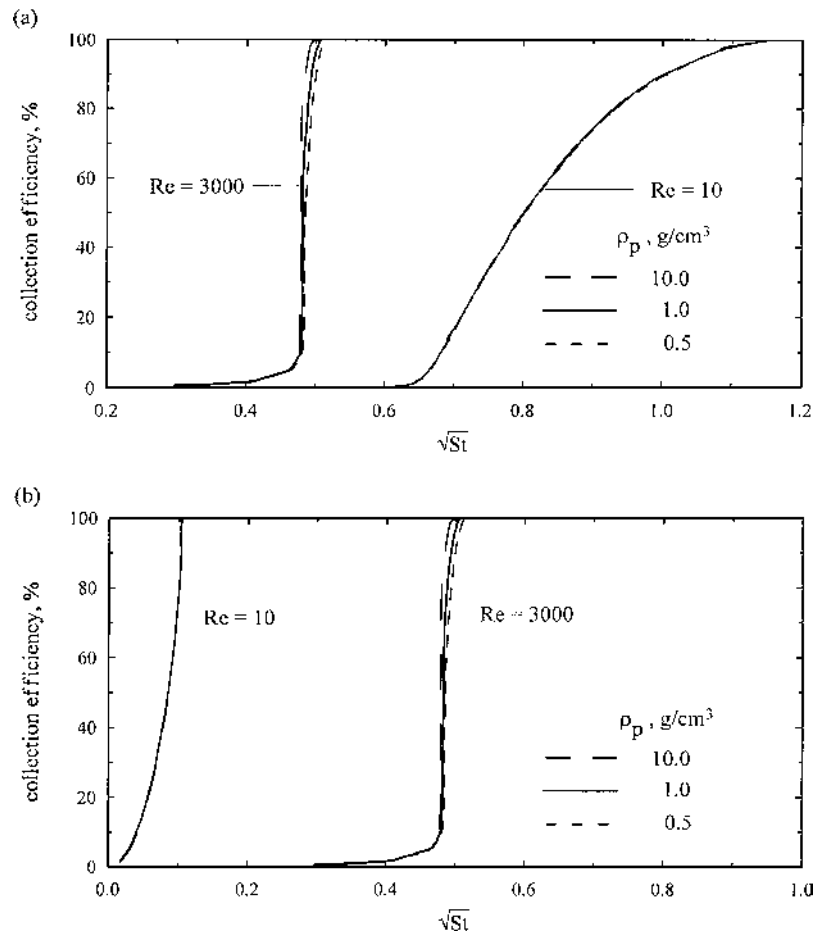 (a)
100
80
60
40
20
0
collection efficiency, %
Re = 3000
Re = 10
ρp , g/cm³
10.0
1.0
0.5
0.2 0.4 0.6 0.8 1.0 1.2
√St
(b)
100
80
60
40
20
0
collection efficiency, %
Re = 10
Re = 3000
ρp , g/cm³
10.0
1.0
0.5
0.0 0.2 0.4 0.6 0.8 1.0
√St